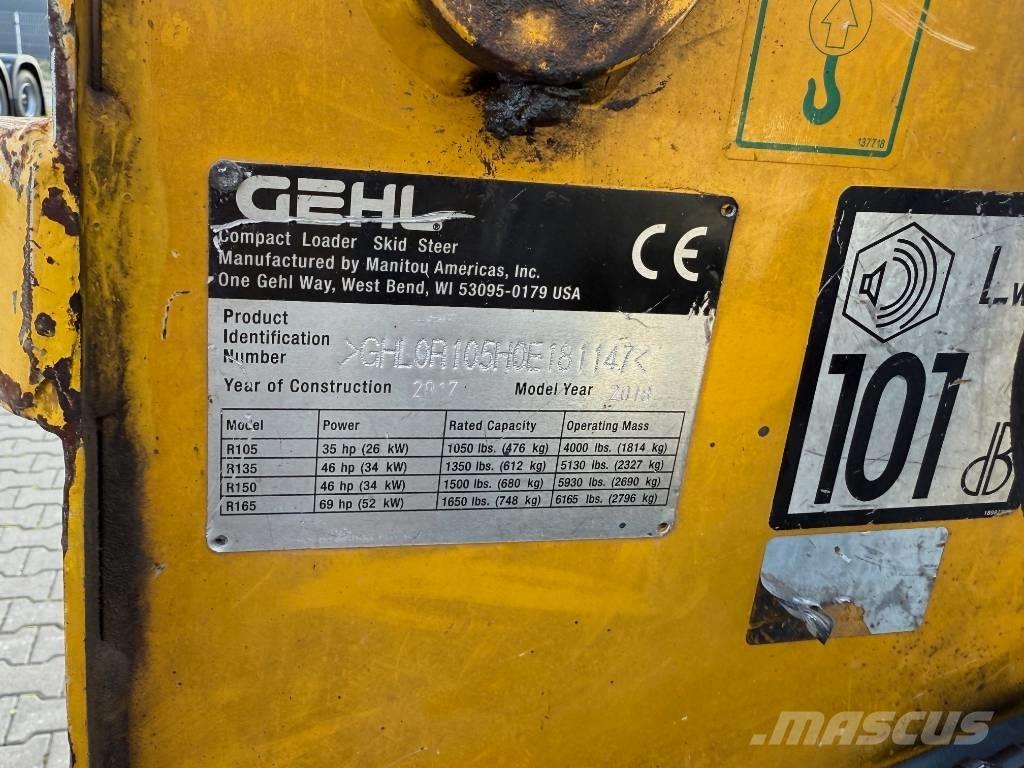 GEHL®
Compact Loader Skid Steer
Manufactured by Manitou Americas, Inc.
One Gehl Way, West Bend, WI 53095-0179 USA
CE
Product
Identification
Number >GHL0R105H0E181147<
Year of Construction 2017 Model Year 2018
Model Power Rated Capacity Operating Mass
R105 35 hp (26 kW) 1050 lbs. (476 kg) 4000 lbs. (1814 kg)
R135 46 hp (34 kW) 1350 lbs. (612 kg) 5130 lbs. (2327 kg)
R150 46 hp (34 kW) 1500 lbs. (680 kg) 5930 lbs. (2690 kg)
R165 69 hp (52 kW) 1650 lbs. (748 kg) 6165 lbs. (2796 kg)
137718
101
dB
MASCUS